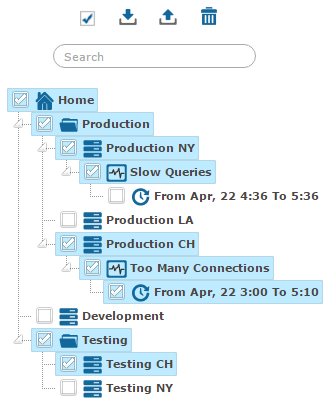 Search
Home
Production
Production NY
Slow Queries
From Apr, 22 4:36 To 5:36
Production LA
Production CH
Too Many Connections
From Apr, 22 3:00 To 5:10
Development
Testing
Testing CH
Testing NY